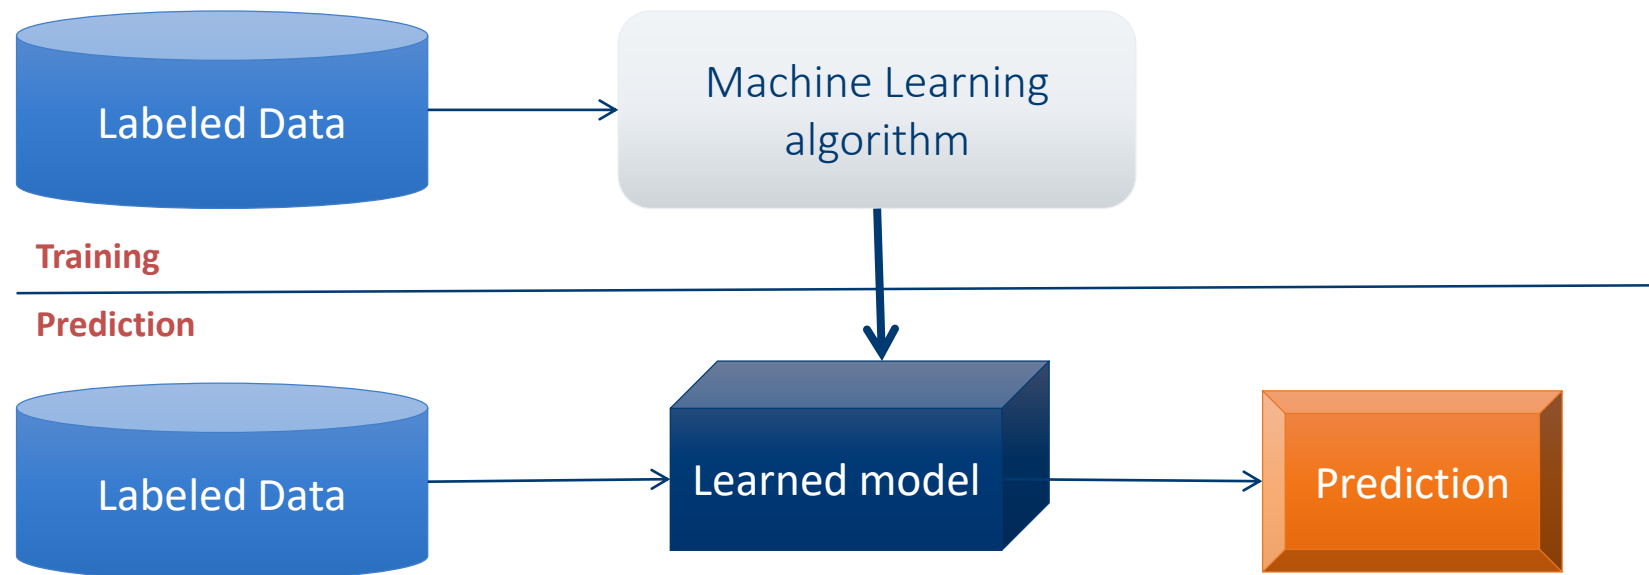 Labeled Data
Machine Learning
algorithm
Training
Prediction
Labeled Data
Learned model
Prediction